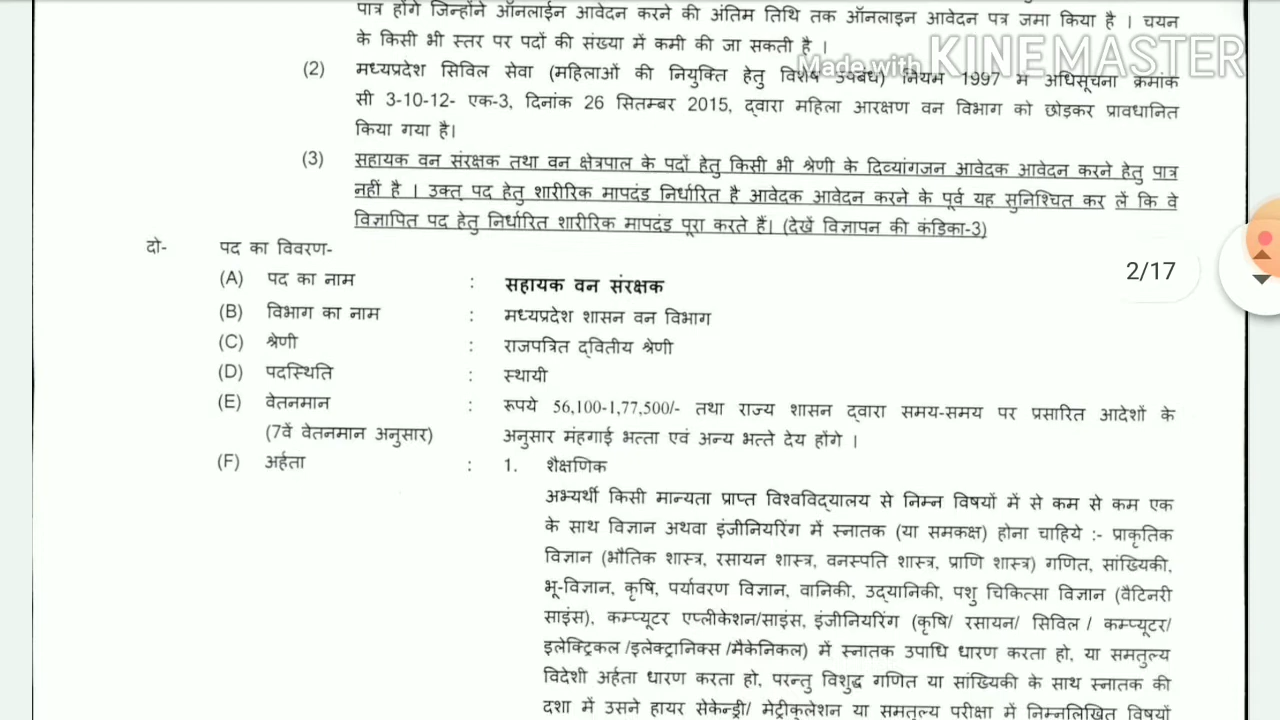 पात्र होंगे जिन्होंने ऑनलाईन आवेदन करने की अंतिम तिथि तक ऑनलाइन आवेदन पत्र जमा किया है । चयन
के किसी भी स्तर पर पदों की संख्या में कमी की जा सकती है ।
Made with KINEMASTER
(2) मध्यप्रदेश सिविल सेवा (महिलाओं की नियुक्ति हेतु विशेष उपबंध) नियम 1997 में अधिसूचना क्रमांक
सी 3-10-12- एक-3, दिनांक 26 सितम्बर 2015, द्वारा महिला आरक्षण वन विभाग को छोड़कर प्रावधानित
किया गया है।
(3) सहायक वन संरक्षक तथा वन क्षेत्रपाल के पदों हेतु किसी भी श्रेणी के दिव्यांगजन आवेदक आवेदन करने हेतु पात्र
नहीं है । उक्त पद हेतु शारीरिक मापदंड निर्धारित है आवेदक आवेदन करने के पूर्व यह सुनिश्चित कर लें कि वे
विज्ञापित पद हेतु निर्धारित शारीरिक मापदंड पूरा करते हैं। (देखें विज्ञापन की कंडिका-3)
दो- पद का विवरण-
2/17
(A) पद का नाम : सहायक वन संरक्षक
(B) विभाग का नाम : मध्यप्रदेश शासन वन विभाग
(C) श्रेणी : राजपत्रित द्वितीय श्रेणी
(D) पदस्थिति : स्थायी
(E) वेतनमान : रूपये 56,100-1,77,500/- तथा राज्य शासन द्वारा समय-समय पर प्रसारित आदेशों के
(7वें वेतनमान अनुसार) अनुसार मंहगाई भत्ता एवं अन्य भत्ते देय होंगे ।
(F) अर्हता : 1. शैक्षणिक
अभ्यर्थी किसी मान्यता प्राप्त विश्वविद्यालय से निम्न विषयों में से कम से कम एक
के साथ विज्ञान अथवा इंजीनियरिंग में स्नातक (या समकक्ष) होना चाहिये :- प्राकृतिक
विज्ञान (भौतिक शास्त्र, रसायन शास्त्र, वनस्पति शास्त्र, प्राणि शास्त्र) गणित, सांख्यिकी,
भू-विज्ञान, कृषि, पर्यावरण विज्ञान, वानिकी, उद्यानिकी, पशु चिकित्सा विज्ञान (वैटिनरी
साइंस), कम्प्यूटर एप्लीकेशन/साइंस, इंजीनियरिंग (कृषि/ रसायन/ सिविल / कम्प्यूटर/
इलेक्ट्रिकल /इलेक्ट्रानिक्स /मैकेनिकल) में स्नातक उपाधि धारण करता हो, या समतुल्य
विदेशी अर्हता धारण करता हो, परन्तु विशुद्ध गणित या सांख्यिकी के साथ स्नातक की
दशा में उसने हायर सेकेन्ड्री/ मेट्रीकुलेशन या समतुल्य परीक्षा में निम्नलिखित विषयों